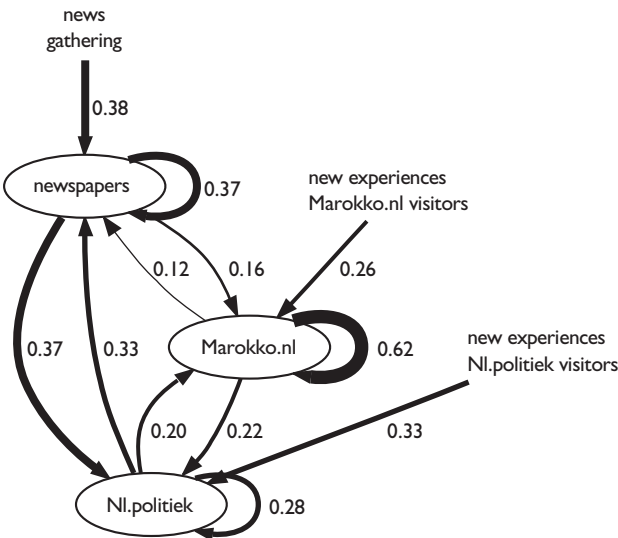 news
gathering
0.38
newspapers
0.37
new experiences
Marokko.nl visitors
0.12
0.16
0.26
Marokko.nl
0.62
new experiences
Nl.politiek visitors
0.37
0.33
0.20
0.22
0.33
Nl.politiek
0.28